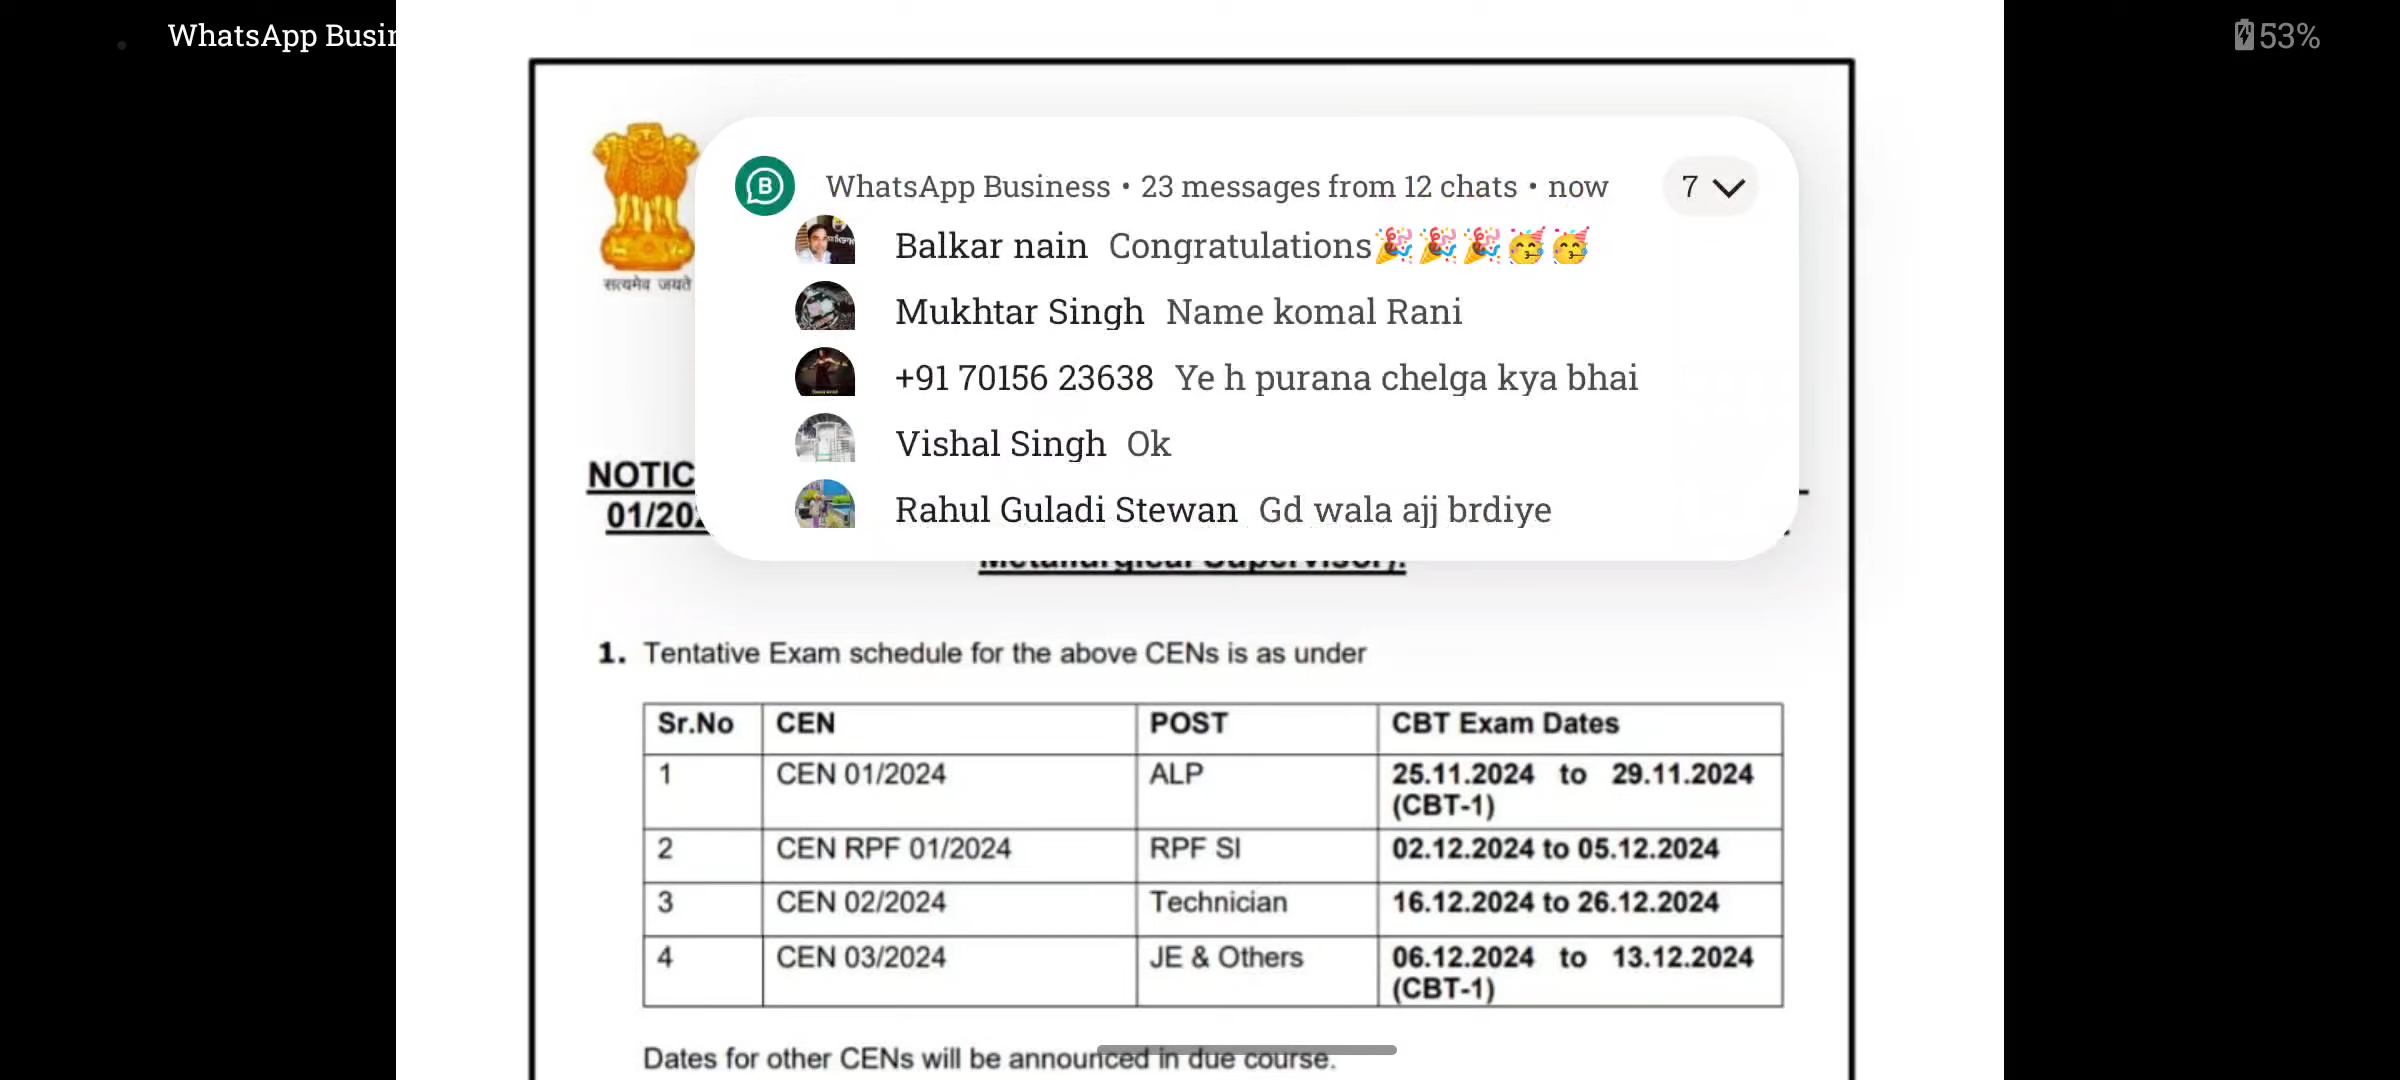 WhatsApp Busin
53%
WhatsApp Business • 23 messages from 12 chats • now
7
Balkar nain Congratulations🎉🎉🎉🥳🥳
Mukhtar Singh Name komal Rani
+91 70156 23638 Ye h purana chelga kya bhai
Vishal Singh Ok
Rahul Guladi Stewan Gd wala ajj brdiye
सत्यमेव जयते
NOTIC
01/202
Metallurgical Supervisor).
1. Tentative Exam schedule for the above CENs is as under
Sr.No CEN POST CBT Exam Dates
1 CEN 01/2024 ALP 25.11.2024 to 29.11.2024
(CBT-1)
2 CEN RPF 01/2024 RPF SI 02.12.2024 to 05.12.2024
3 CEN 02/2024 Technician 16.12.2024 to 26.12.2024
4 CEN 03/2024 JE & Others 06.12.2024 to 13.12.2024
(CBT-1)
Dates for other CENs will be announced in due course.